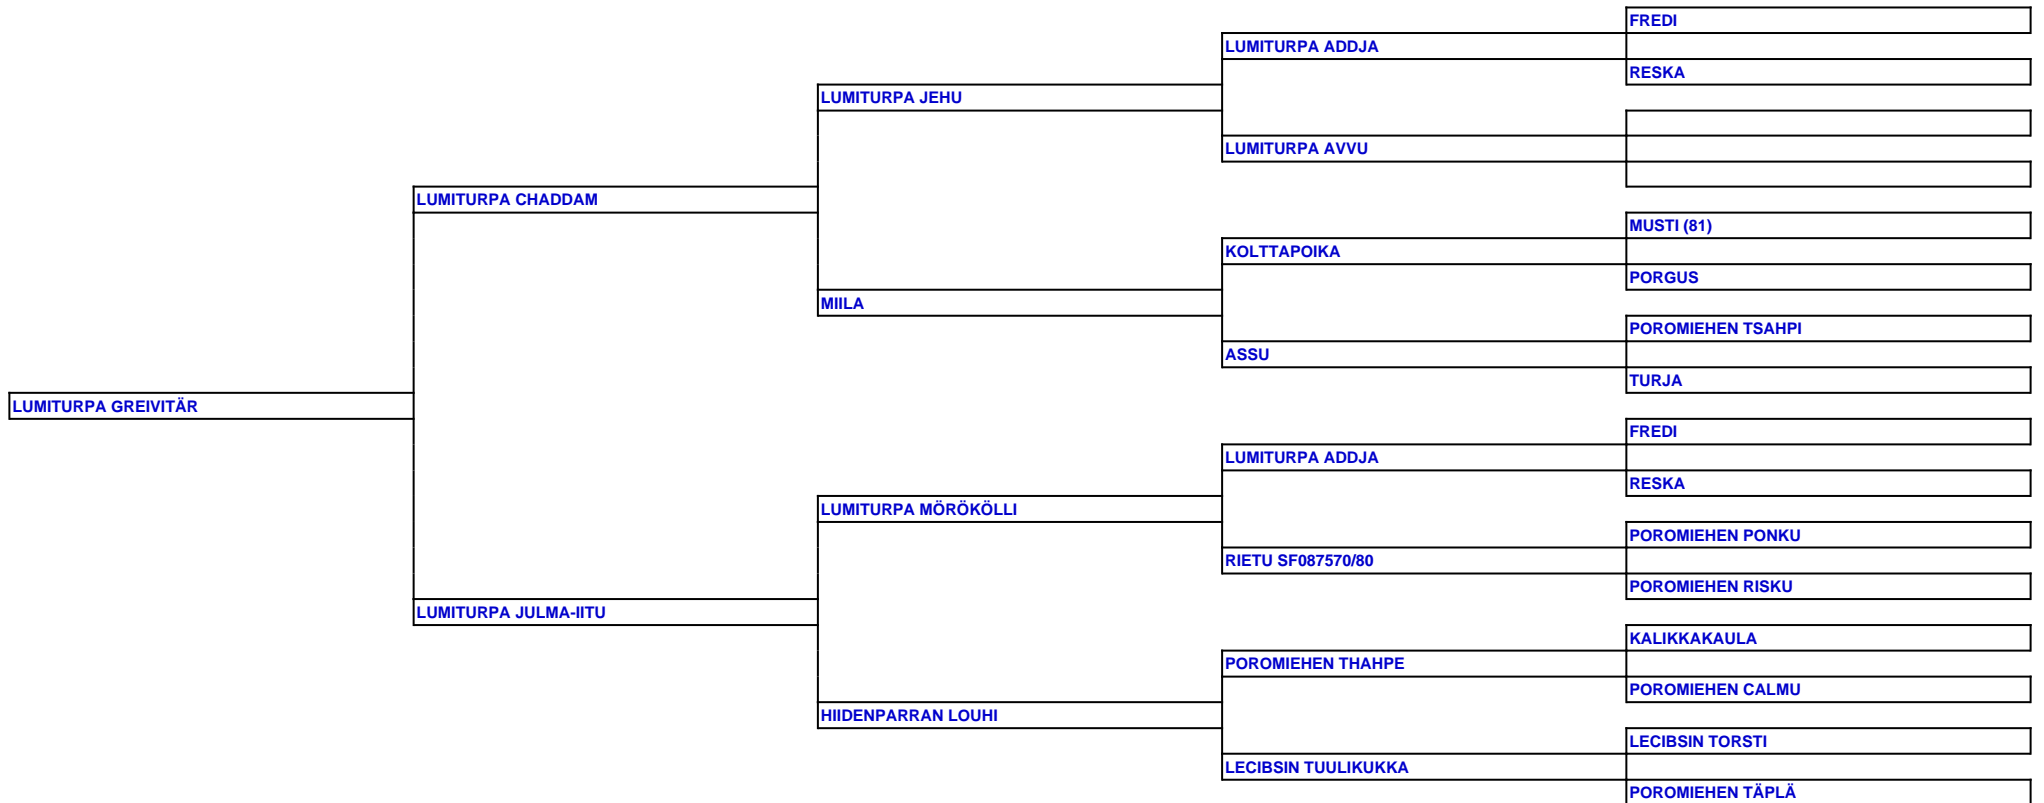 FREDI
LUMITURPA ADDJA
RESKA
LUMITURPA JEHU
LUMITURPA AVVU
LUMITURPA CHADDAM
MUSTI (81)
KOLTTAPOIKA
PORGUS
MIILA
POROMIEHEN TSAHPI
ASSU
TURJA
LUMITURPA GREIVITÄR
FREDI
LUMITURPA ADDJA
RESKA
LUMITURPA MÖRÖKÖLLI
POROMIEHEN PONKU
RIETU SF087570/80
POROMIEHEN RISKU
LUMITURPA JULMA-IITU
KALIKKAKAULA
POROMIEHEN THAHPE
POROMIEHEN CALMU
HIIDENPARRAN LOUHI
LECIBSIN TORSTI
LECIBSIN TUULIKUKKA
POROMIEHEN TÄPLÄ